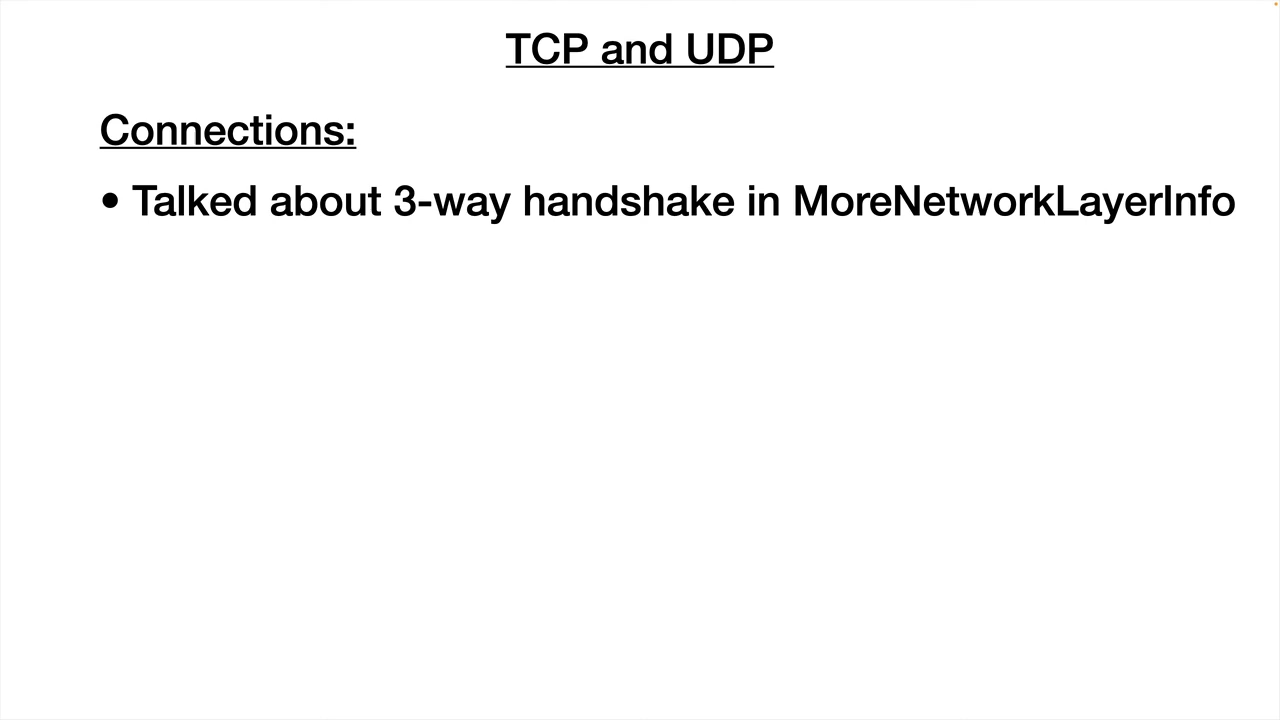 TCP and UDP
Connections:
• Talked about 3-way handshake in MoreNetworkLayerInfo